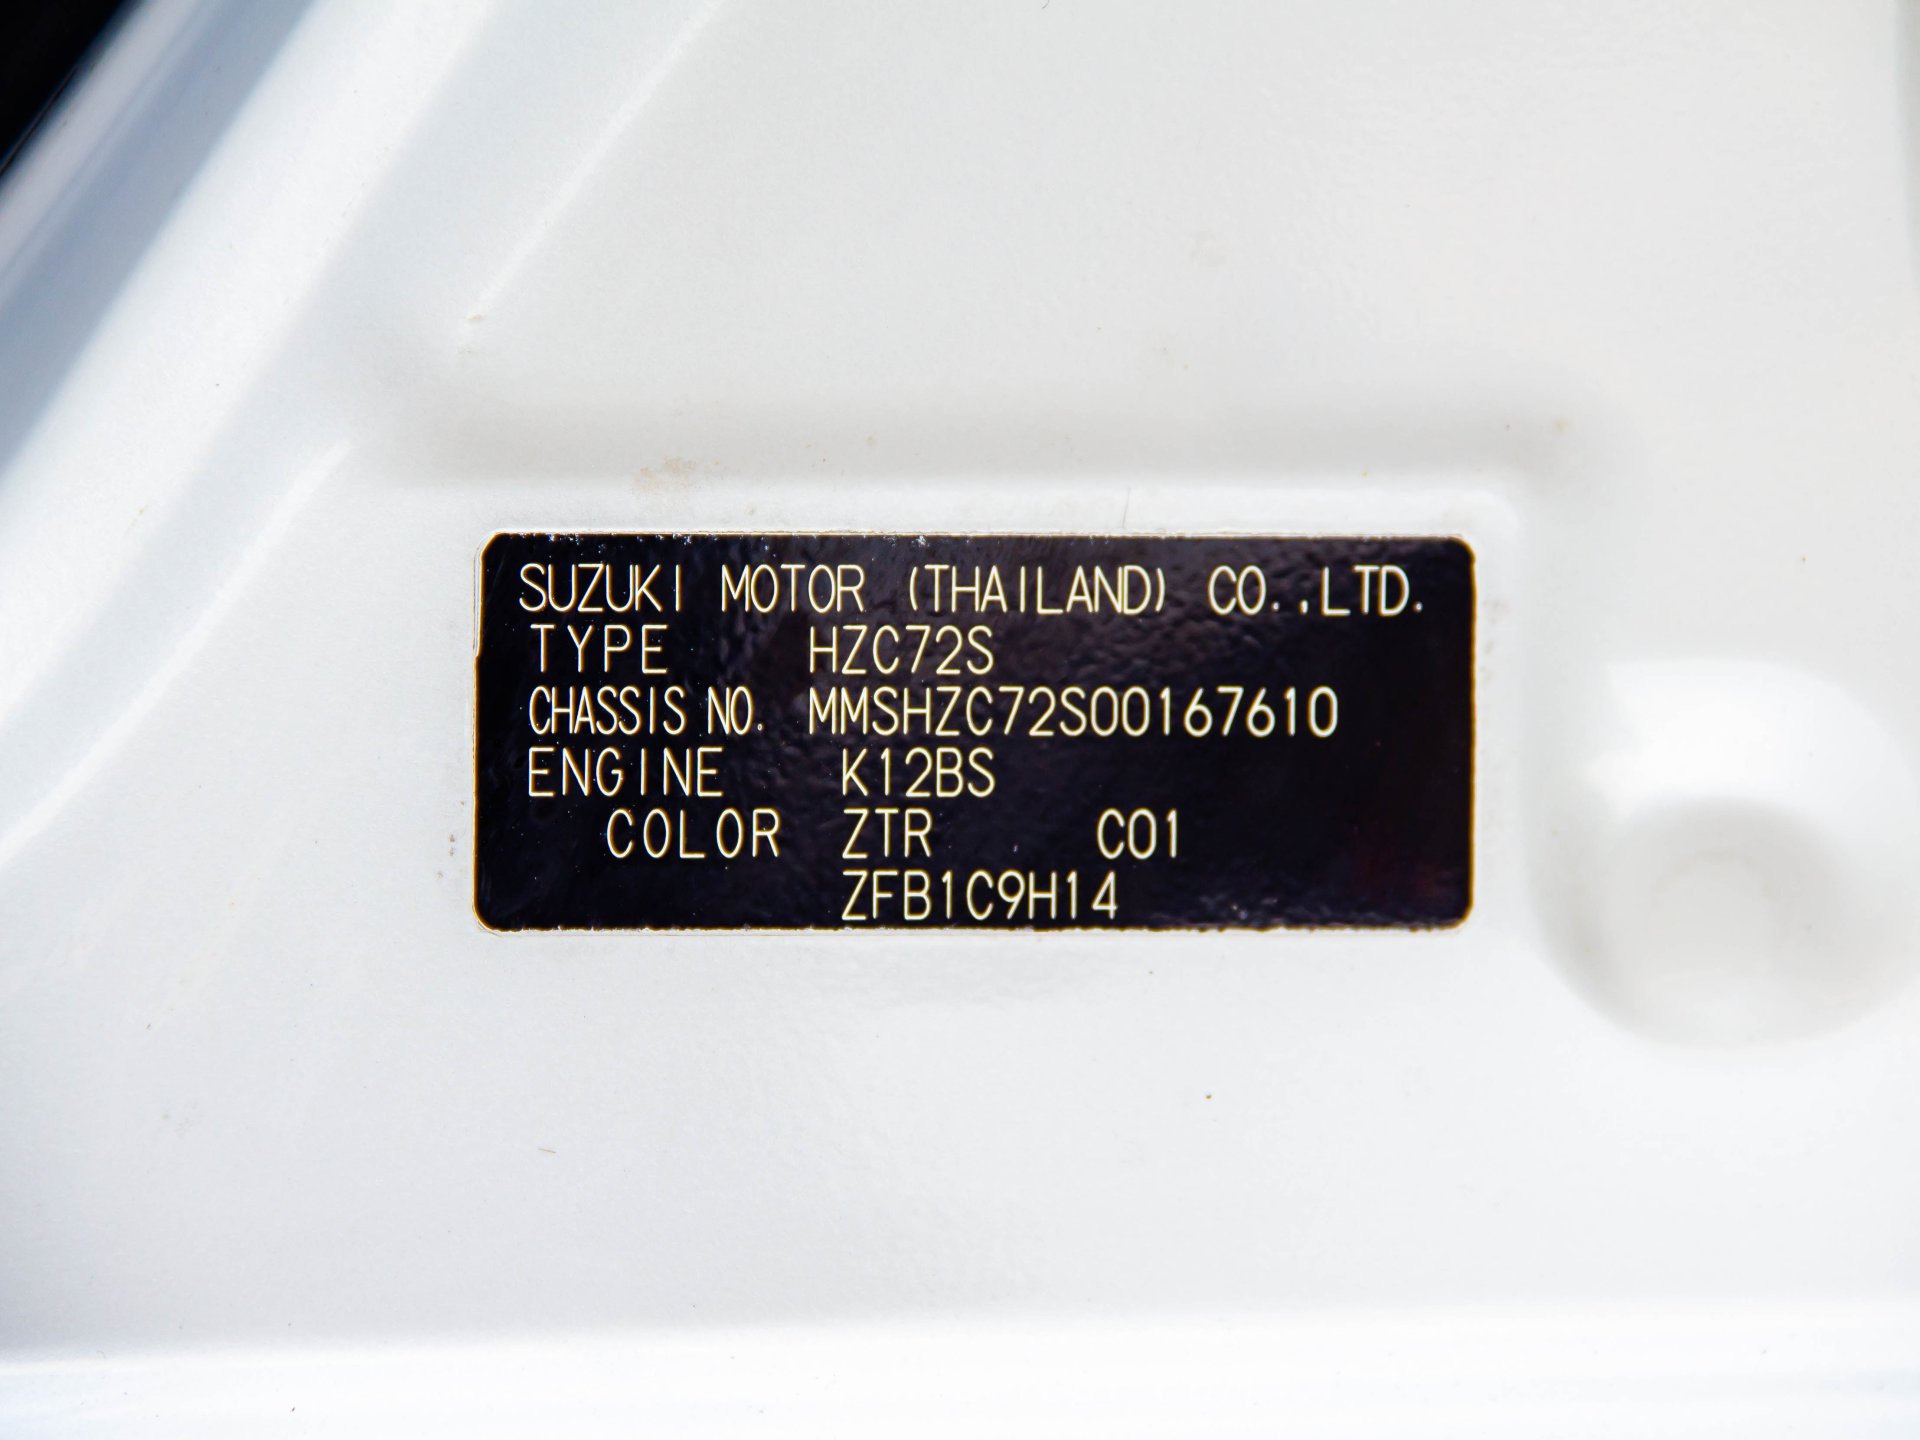 SUZUKI MOTOR (THAILAND) CO.,LTD.
TYPE HZC72S
CHASSIS NO. MMSHZC72S00167610
ENGINE K12BS
COLOR ZTR C01
ZFB1C9H14